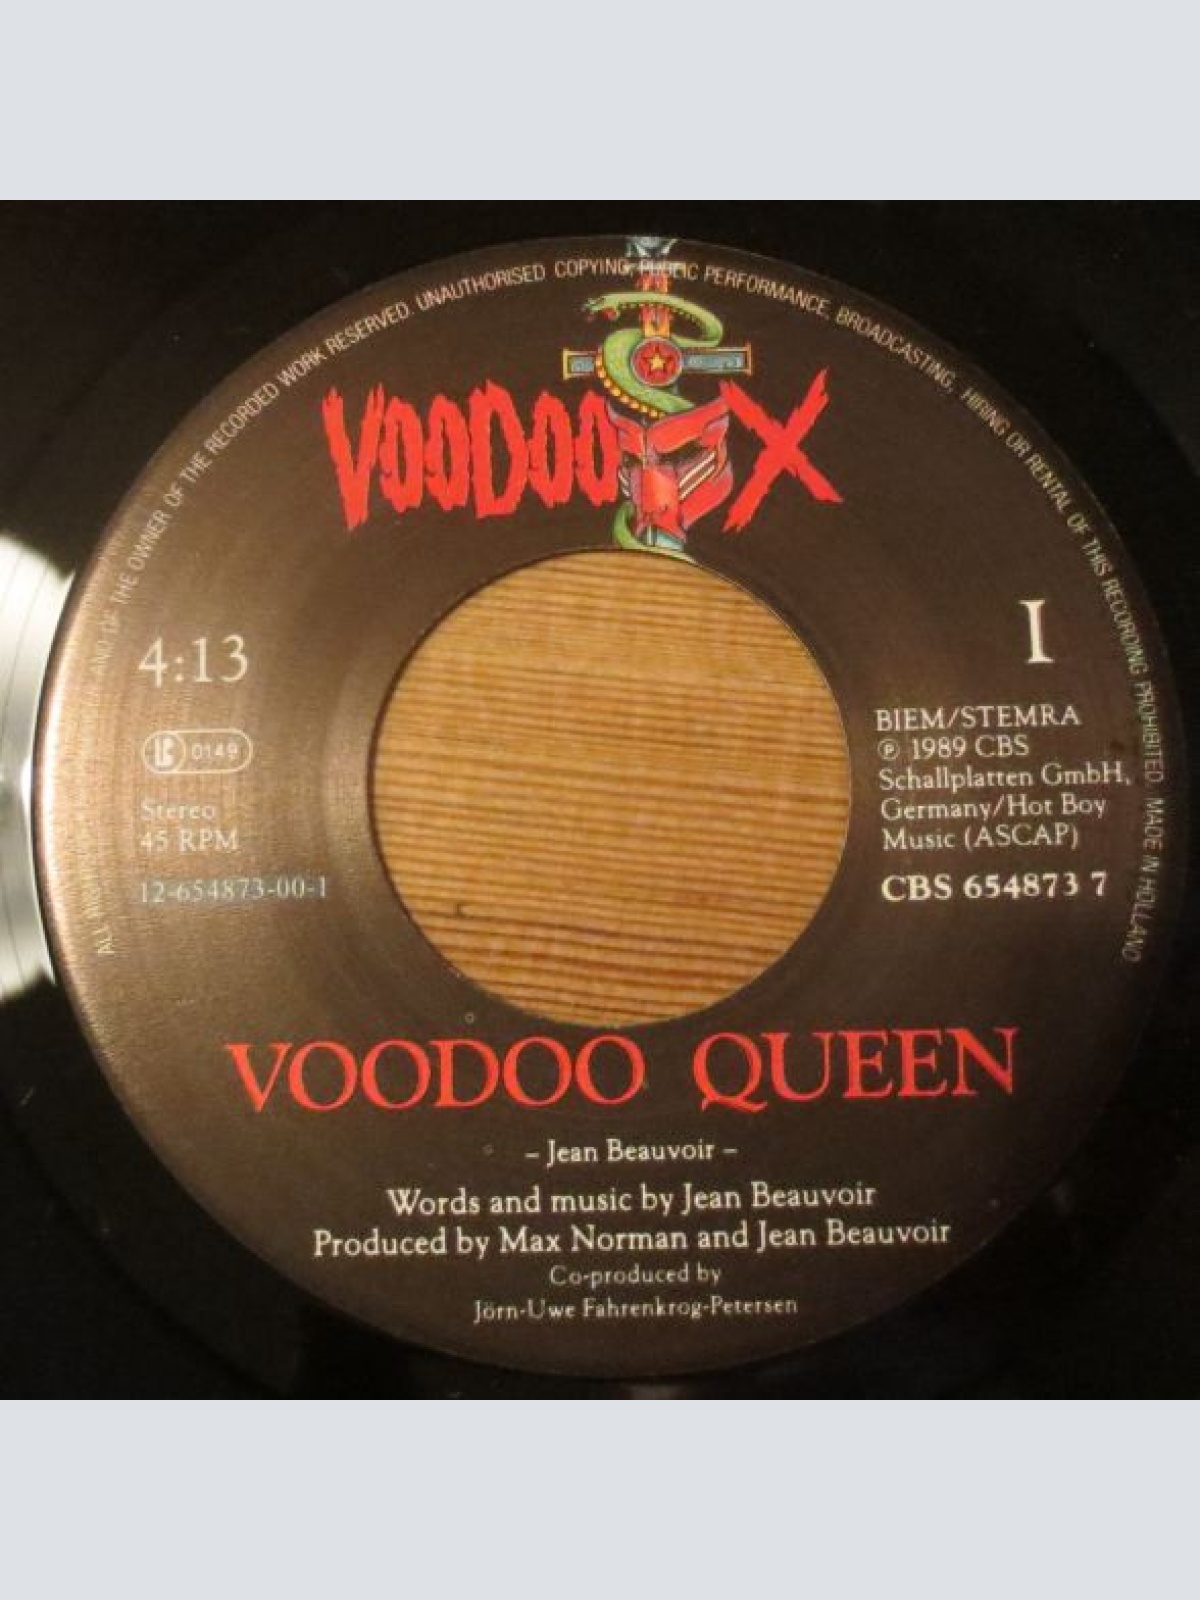 ALL RIGHTS OF THE AND OF THE OWNER OF THE RECORDED WORK RESERVED. UNAUTHORISED COPYING, PUBLIC PERFORMANCE, BROADCASTING, HIRING OR RENTAL OF THIS RECORDING PROHIBITED. MADE IN HOLLAND
VOODOO X
4:13
I
LC 0149
Stereo
45 RPM
12-654873-00-1
BIEM/STEMRA
℗ 1989 CBS
Schallplatten GmbH,
Germany/Hot Boy
Music (ASCAP)
CBS 654873 7
VOODOO QUEEN
– Jean Beauvoir –
Words and music by Jean Beauvoir
Produced by Max Norman and Jean Beauvoir
Co-produced by
Jörn-Uwe Fahrenkrog-Petersen